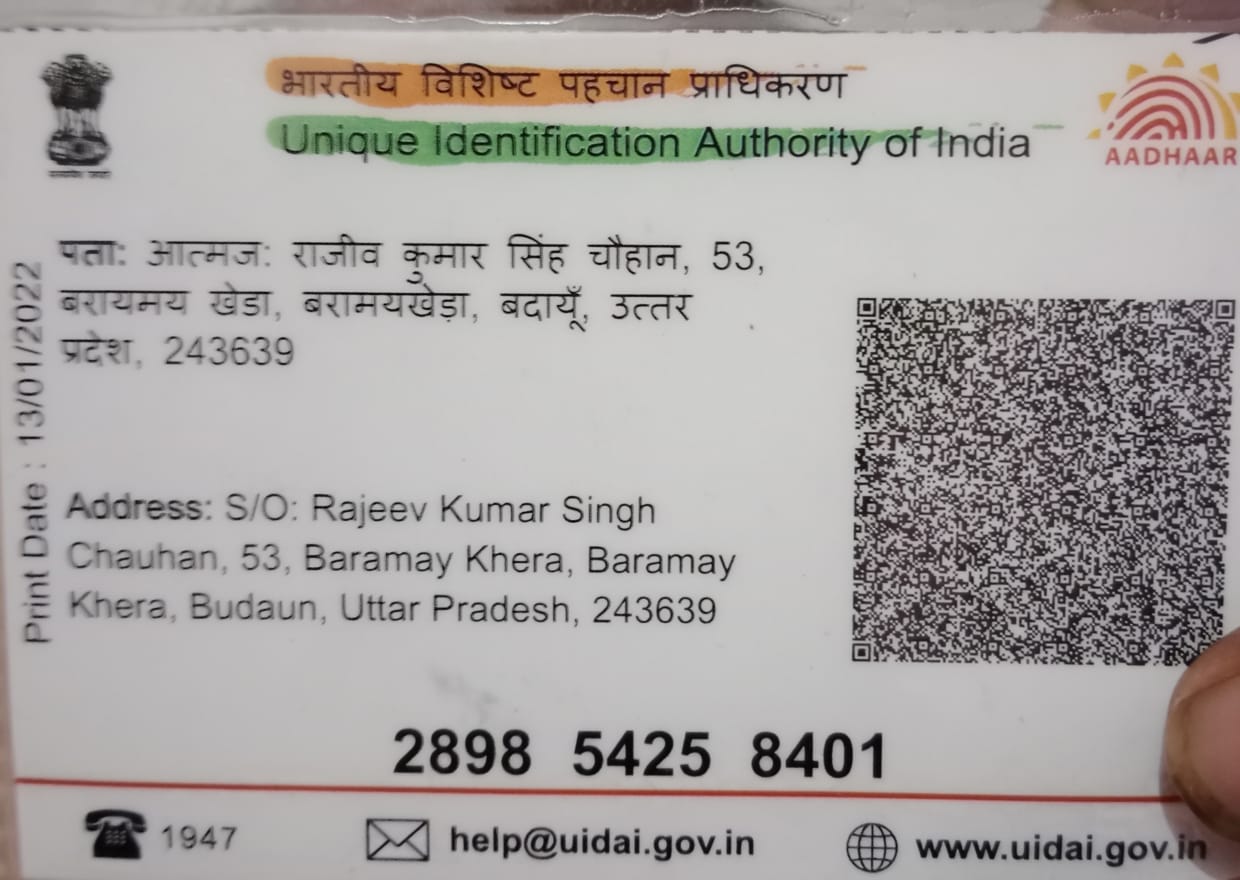 भारतीय विशिष्ट पहचान प्राधिकरण
Unique Identification Authority of India
AADHAAR
पता: आत्मज: राजीव कुमार सिंह चौहान, 53,
बरायमय खेडा, बरामयखेड़ा, बदायूँ, उत्तर
प्रदेश, 243639
Print Date : 13/01/2022
Address: S/O: Rajeev Kumar Singh
Chauhan, 53, Baramay Khera, Baramay
Khera, Budaun, Uttar Pradesh, 243639
2898 5425 8401
1947
help@uidai.gov.in
www.uidai.gov.in